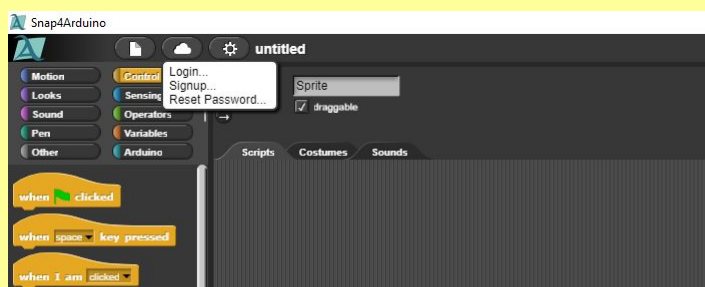 Snap4Arduino
untitled
Motion
Control
Looks
Sensing
Sound
Operators
Pen
Variables
Other
Arduino
Login...
Signup...
Reset Password...
Sprite
draggable
Scripts Costumes Sounds
when clicked
when space key pressed
when I am clicked